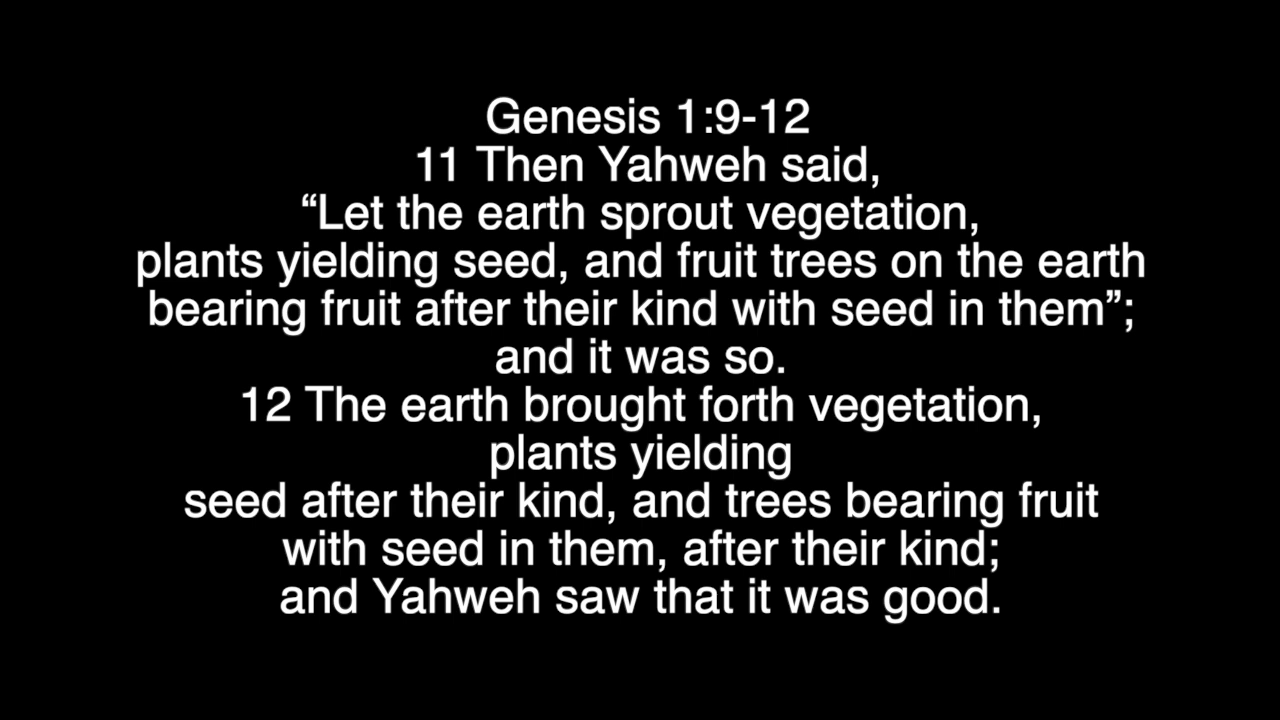 Genesis 1:9-12
11 Then Yahweh said,
“Let the earth sprout vegetation,
plants yielding seed, and fruit trees on the earth
bearing fruit after their kind with seed in them”;
and it was so.
12 The earth brought forth vegetation,
plants yielding
seed after their kind, and trees bearing fruit
with seed in them, after their kind;
and Yahweh saw that it was good.